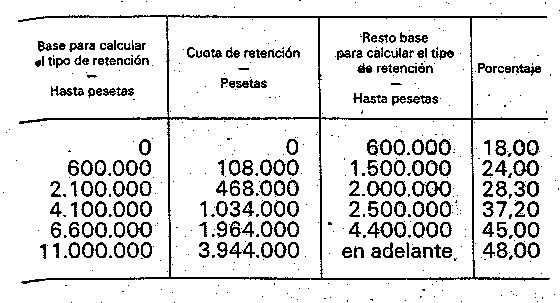 Base para calcular
el tipo de retención
—
Hasta pesetas
Cuota de retención
—
Pesetas
Resto base
para calcular el tipo
de retención
—
Hasta pesetas
Porcentaje
0 0 600.000 18,00
600.000 108.000 1.500.000 24,00
2.100.000 468.000 2.000.000 28,30
4.100.000 1.034.000 2.500.000 37,20
6.600.000 1.964.000 4.400.000 45,00
11.000.000 3.944.000 en adelante 48,00